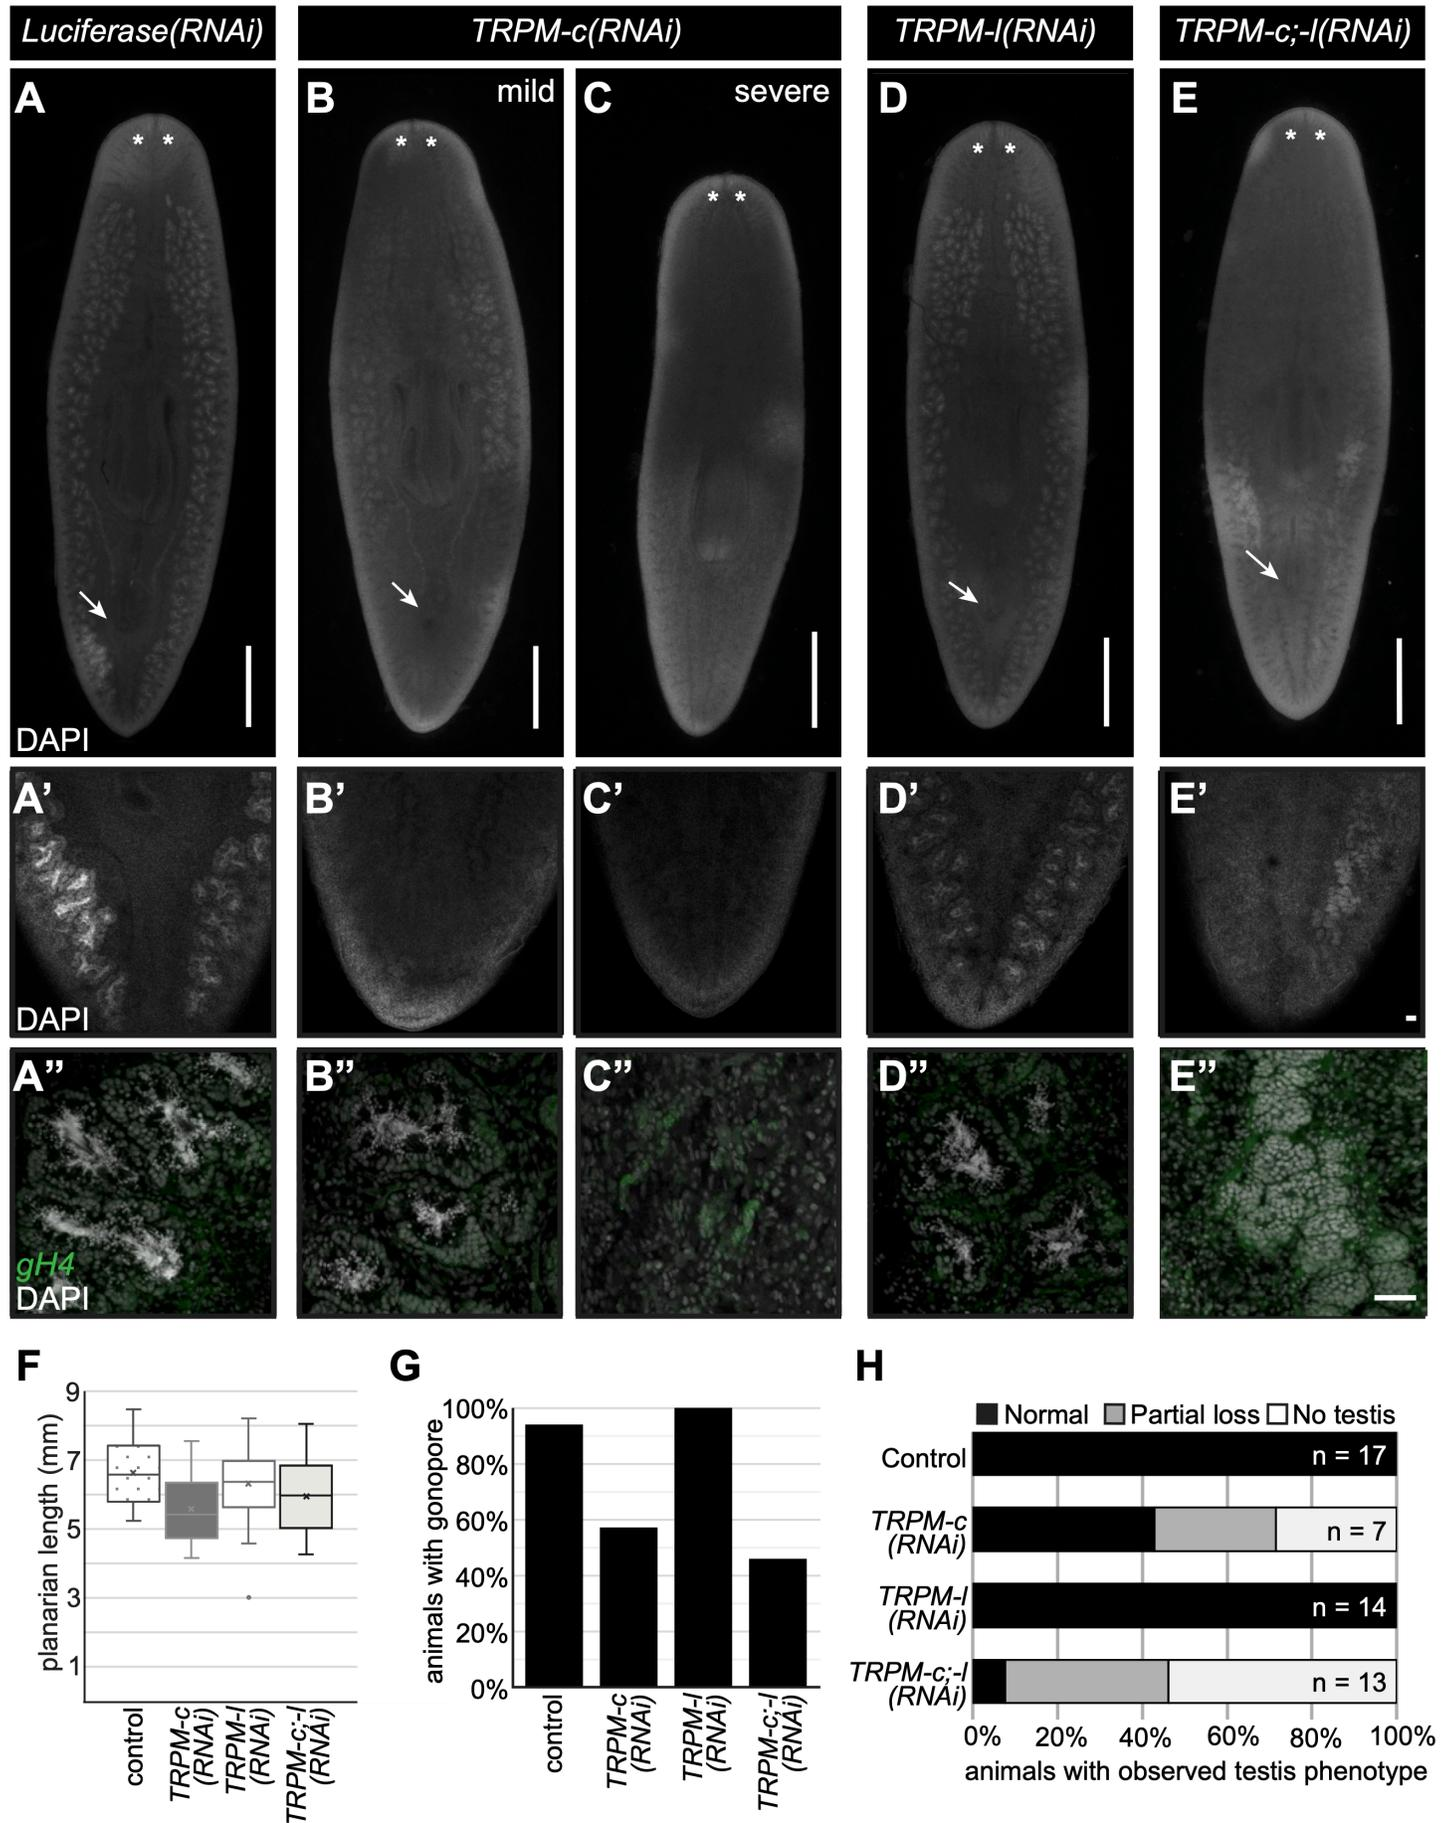 Luciferase(RNAi)
TRPM-c(RNAi)
TRPM-l(RNAi)
TRPM-c;-l(RNAi)
A
* *
DAPI
B
mild
* *
C
severe
* *
D
* *
E
* *
A’
DAPI
B’
C’
D’
E’
A”
gH4
DAPI
B”
C”
D”
E”
F
planarian length (mm)
9
7
5
3
1
control
TRPM-c
(RNAi)
TRPM-l
(RNAi)
TRPM-c;-l
(RNAi)
G
animals with gonopore
100%
80%
60%
40%
20%
0%
control
TRPM-c
(RNAi)
TRPM-l
(RNAi)
TRPM-c;-l
(RNAi)
H
Normal Partial loss No testis
Control n = 17
TRPM-c
(RNAi)
n = 7
TRPM-l
(RNAi)
n = 14
TRPM-c;-l
(RNAi)
n = 13
0% 20% 40% 60% 80% 100%
animals with observed testis phenotype